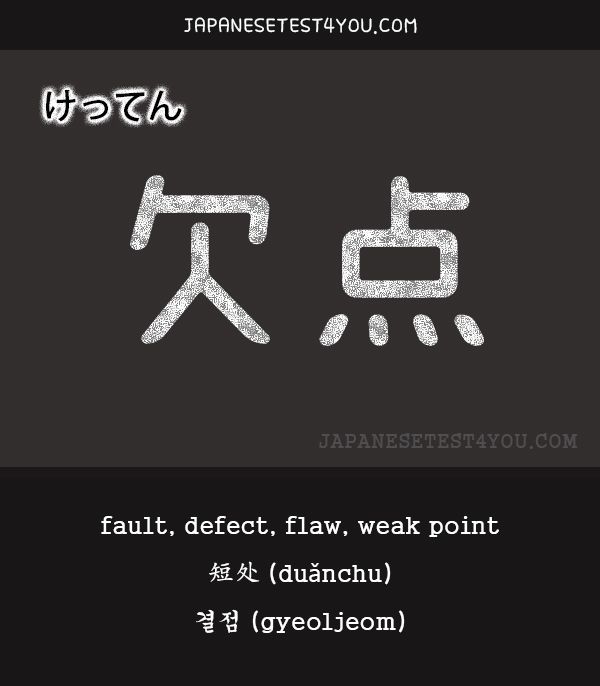 JAPANESETEST4YOU.COM
けってん
欠点
JAPANESETEST4YOU.COM
fault, defect, flaw, weak point
短处 (duǎnchu)
결점 (gyeoljeom)